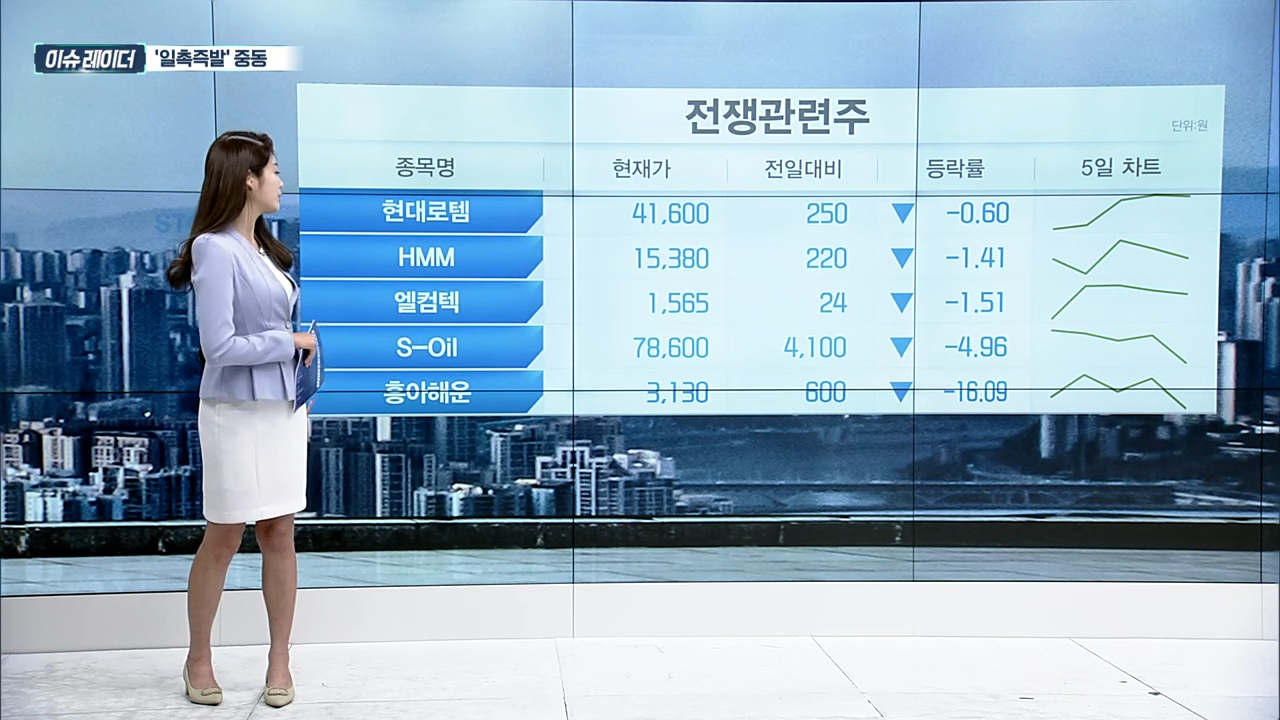 이슈레이더 '일촉즉발' 중동
전쟁관련주
단위:원
종목명 현재가 전일대비 등락률 5일 차트
현대로템 41,600 250 ▼ -0.60
HMM 15,380 220 ▼ -1.41
엘컴텍 1,565 24 ▼ -1.51
S-Oil 78,600 4,100 ▼ -4.96
흥아해운 3,130 600 ▼ -16.09